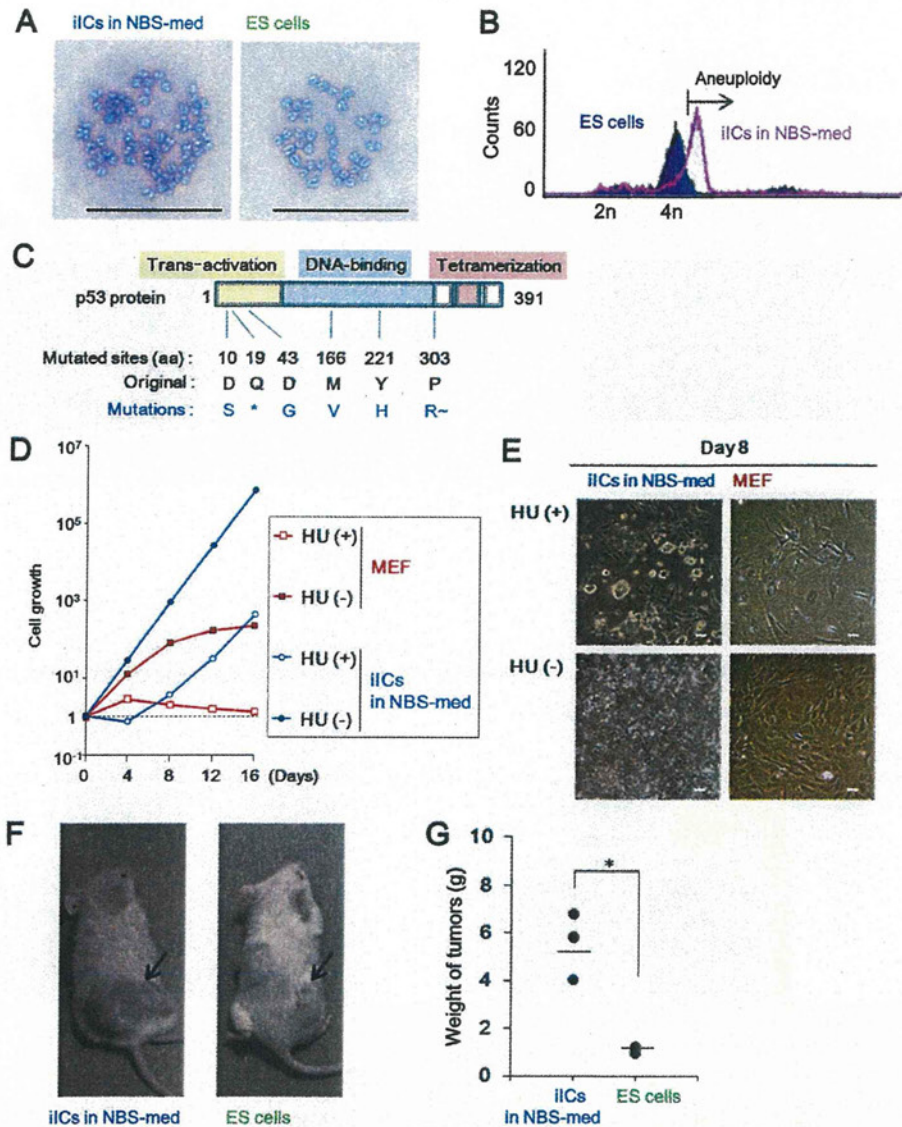 A
iICs in NBS-med
ES cells
B
120
60
0
Counts
Aneuploidy
ES cells
iICs in NBS-med
2n
4n
C
Trans-activation
DNA-binding
Tetramerization
p53 protein
1
391
Mutated sites (aa) : 10 19 43 166 221 303
Original : D Q D M Y P
Mutations : S * G V H R~
D
10⁷
10⁵
10³
10¹
1
10⁻¹
Cell growth
0 4 8 12 16 (Days)
HU (+)
HU (-)
MEF
HU (+)
HU (-)
iICs
in NBS-med
E
Day 8
iICs in NBS-med
MEF
HU (+)
HU (-)
F
iICs in NBS-med
ES cells
G
10
8
6
4
2
0
Weight of tumors (g)
*
iICs
in NBS-med
ES cells